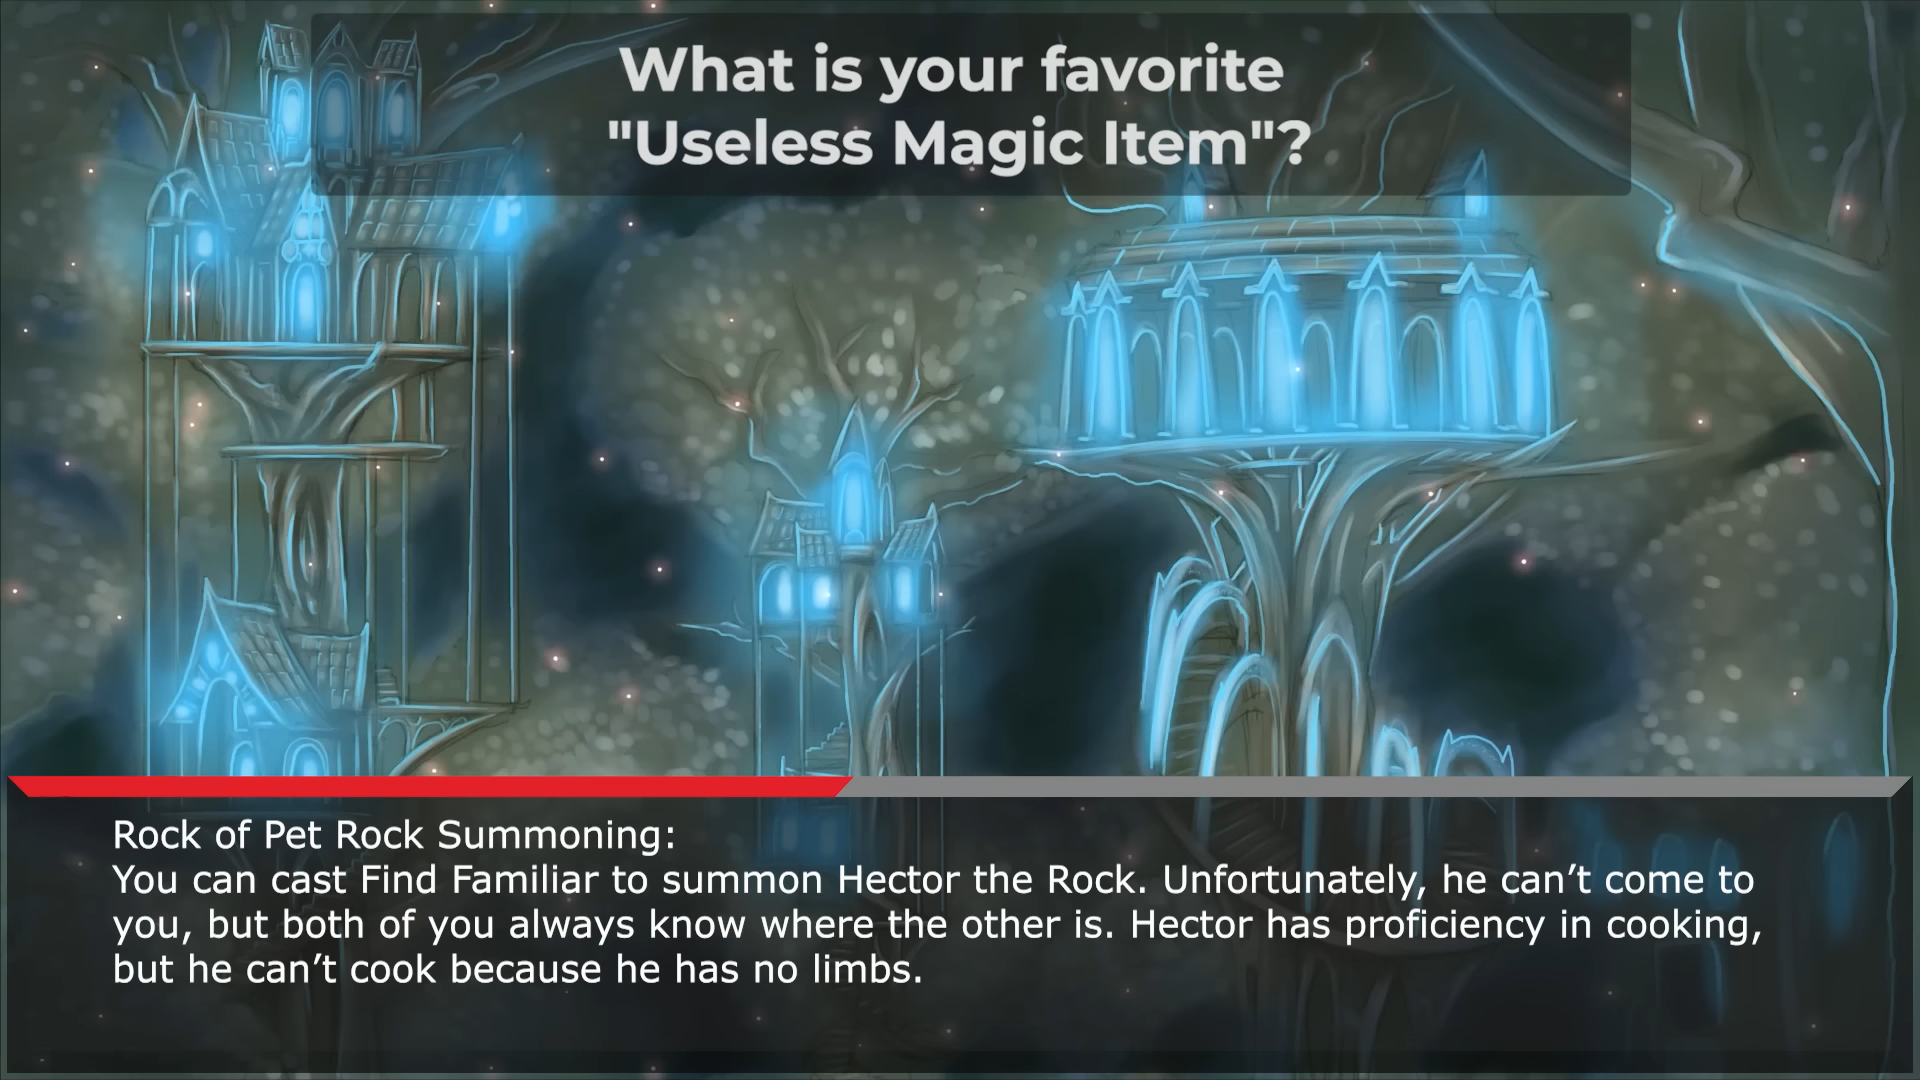 What is your favorite
"Useless Magic Item"?
Rock of Pet Rock Summoning:
You can cast Find Familiar to summon Hector the Rock. Unfortunately, he can’t come to
you, but both of you always know where the other is. Hector has proficiency in cooking,
but he can’t cook because he has no limbs.